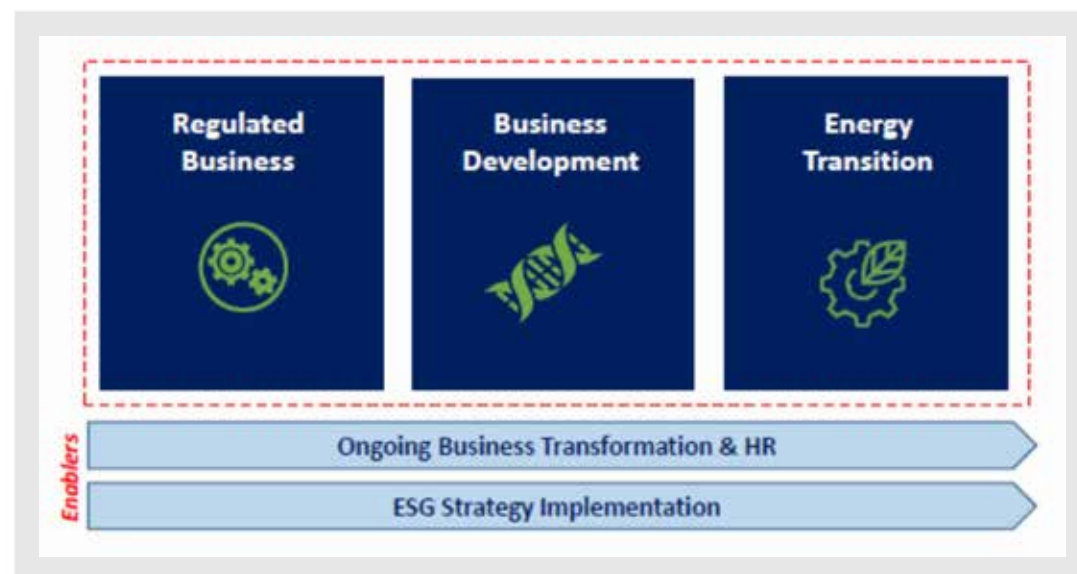 Regulated
Business
Business
Development
Energy
Transition
Enablers
Ongoing Business Transformation & HR
ESG Strategy Implementation